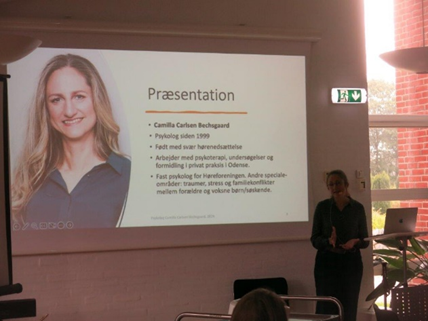 Præsentation
• Camilla Carlsen Bechsgaard
• Psykolog siden 1999
• Født med svær hørenedsættelse
• Arbejder med psykoterapi, undersøgelser og
formidling i privat praksis i Odense.
• Fast psykolog for Høreforeningen. Andre speciale-
områder: traumer, stress og familiekonflikter
mellem forældre og voksne børn/søskende.